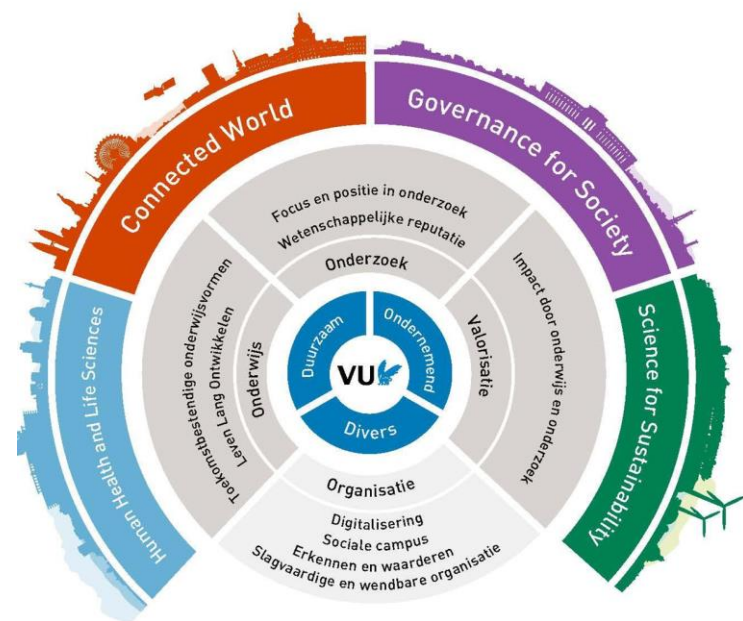 Connected World
Governance for Society
Human Health and Life Sciences
Science for Sustainability
Focus en positie in onderzoek
Wetenschappelijke reputatie
Onderzoek
Toekomstbestendige onderwijsvormen
Leven Lang Ontwikkelen
Onderwijs
Valorisatie
Impact door onderwijs en onderzoek
Duurzaam
Ondernemend
VU
Divers
Organisatie
Digitalisering
Sociale campus
Erkennen en waarderen
Slagvaardige en wendbare organisatie